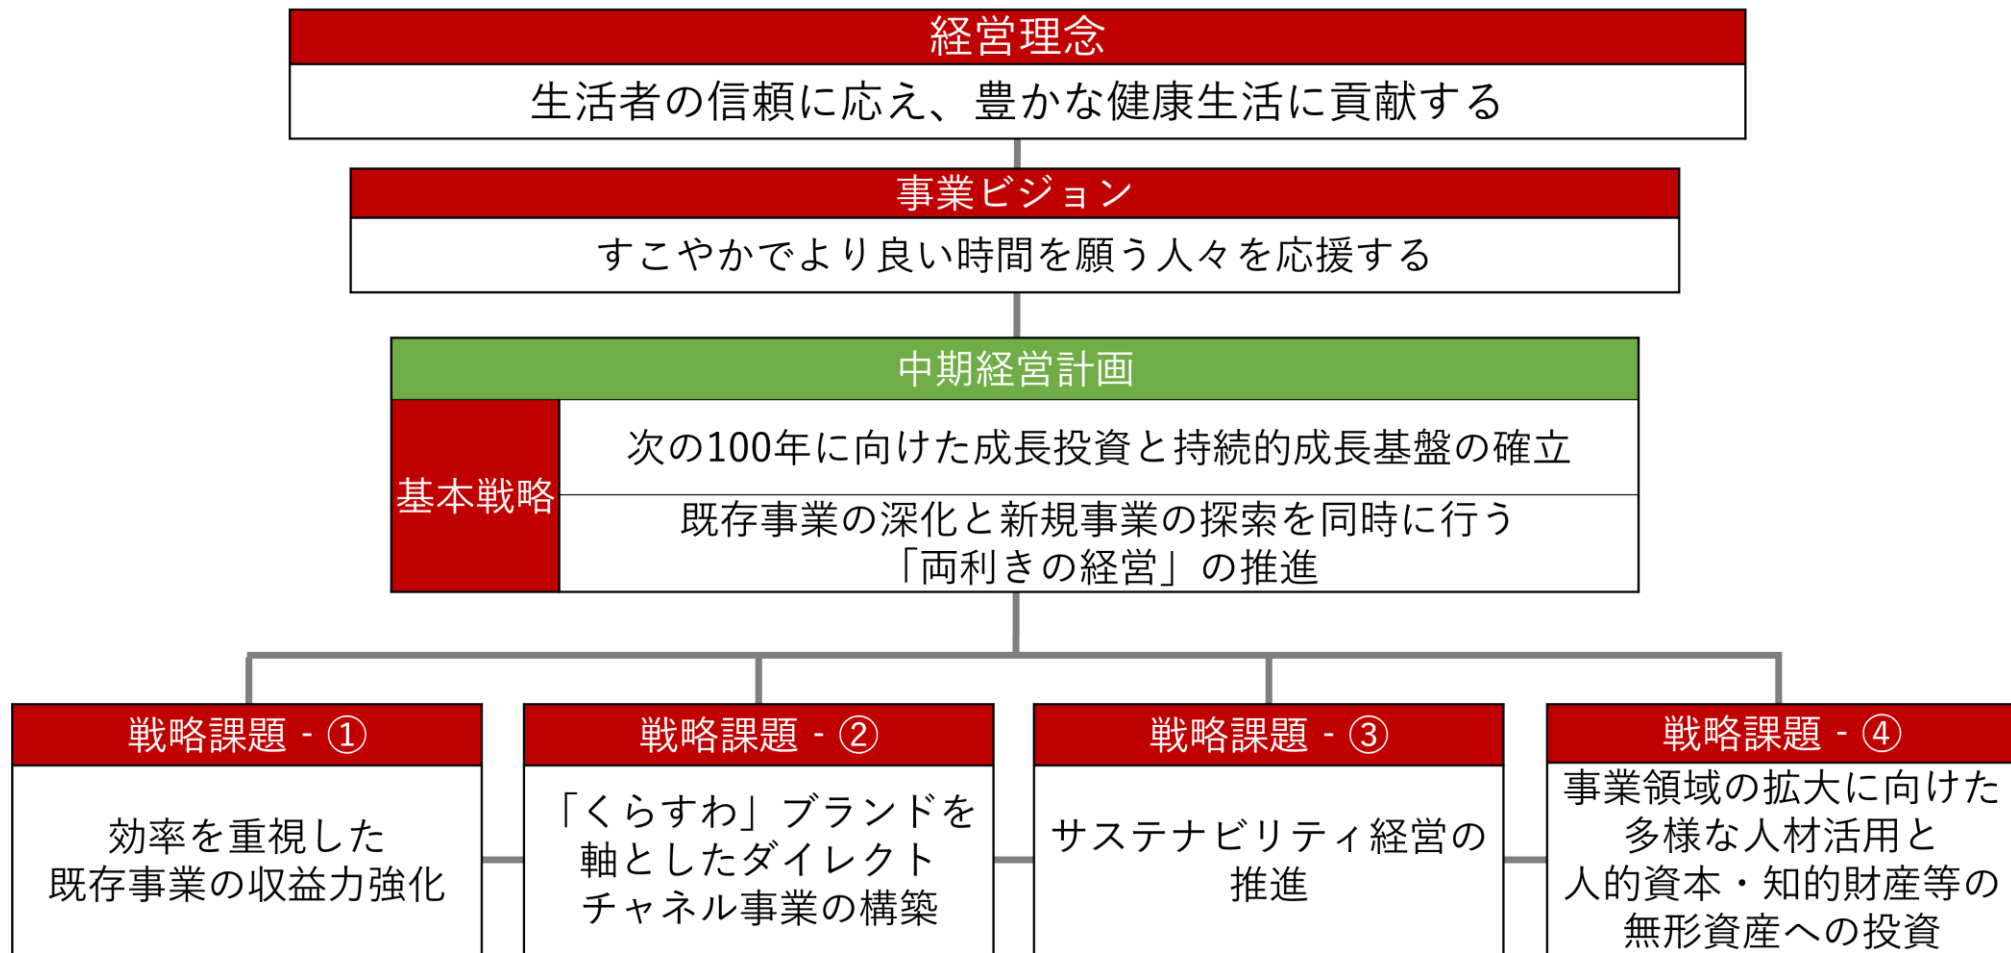 経営理念
生活者の信頼に応え、豊かな健康生活に貢献する
事業ビジョン
すこやかでより良い時間を願う人々を応援する
中期経営計画
基本戦略
次の100年に向けた成長投資と持続的成長基盤の確立
既存事業の深化と新規事業の探索を同時に行う
「両利きの経営」の推進
戦略課題 - ①
効率を重視した
既存事業の収益力強化
戦略課題 - ②
「くらすわ」ブランドを
軸としたダイレクト
チャネル事業の構築
戦略課題 - ③
サステナビリティ経営の
推進
戦略課題 - ④
事業領域の拡大に向けた
多様な人材活用と
人的資本・知的財産等の
無形資産への投資